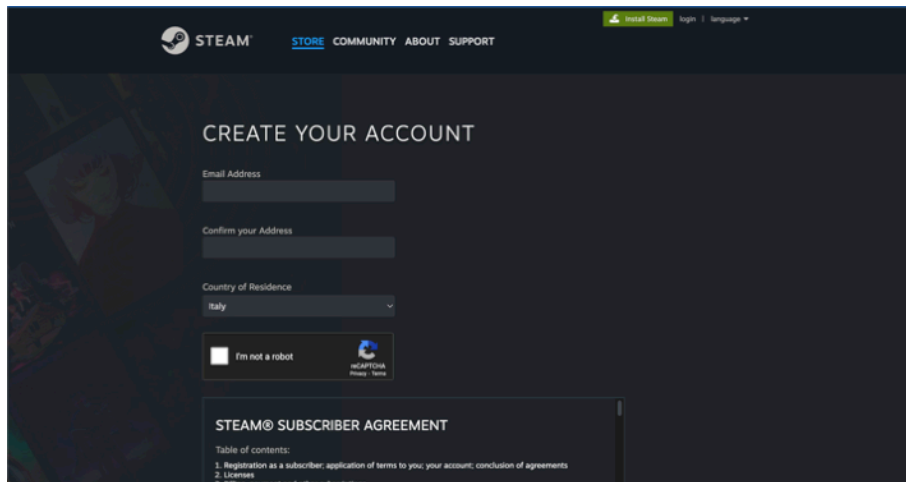 Install Steam login | language
STEAM® STORE COMMUNITY ABOUT SUPPORT
CREATE YOUR ACCOUNT
Email Address
Confirm your Address
Country of Residence
Italy
I'm not a robot
reCAPTCHA
Privacy - Terms
STEAM® SUBSCRIBER AGREEMENT
Table of contents:
1. Registration as a subscriber; application of terms to you; your account; conclusion of agreements
2. Licenses